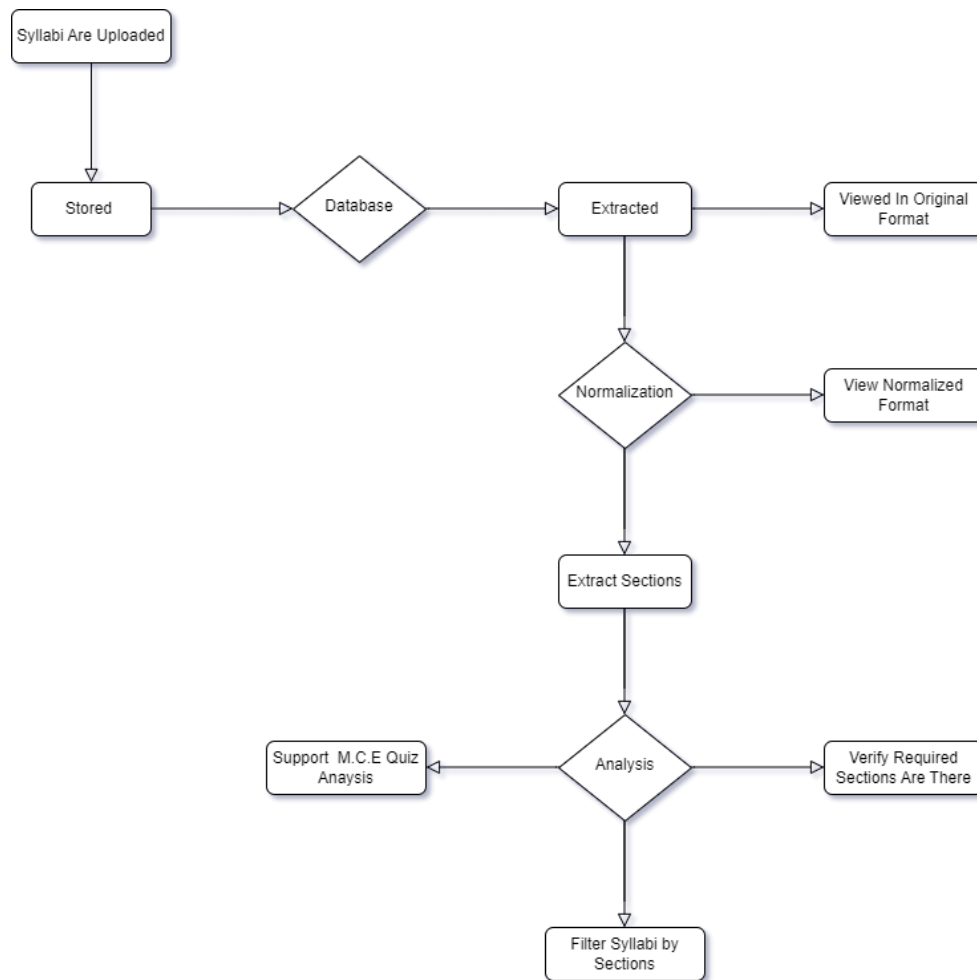 Syllabi Are Uploaded
Stored
Database
Extracted
Viewed In Original
Format
Normalization
View Normalized
Format
Extract Sections
Support M.C.E Quiz
Anaysis
Analysis
Verify Required
Sections Are There
Filter Syllabi by
Sections